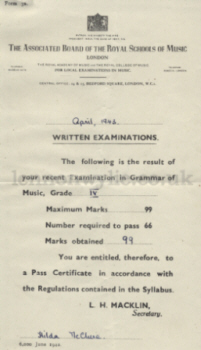 Form 3a.
THE ASSOCIATED BOARD OF THE ROYAL SCHOOLS OF MUSIC
LONDON
FOR LOCAL EXAMINATIONS IN MUSIC.
April, 1946.
WRITTEN EXAMINATIONS.
The following is the result of
your recent Examination in Grammar of
Music, Grade IV
Maximum Marks 99
Number required to pass 66
Marks obtained 99
You are entitled, therefore, to
a Pass Certificate in accordance with
the Regulations contained in the Syllabus.
L. H. MACKLIN,
Secretary.
Hilda McClure